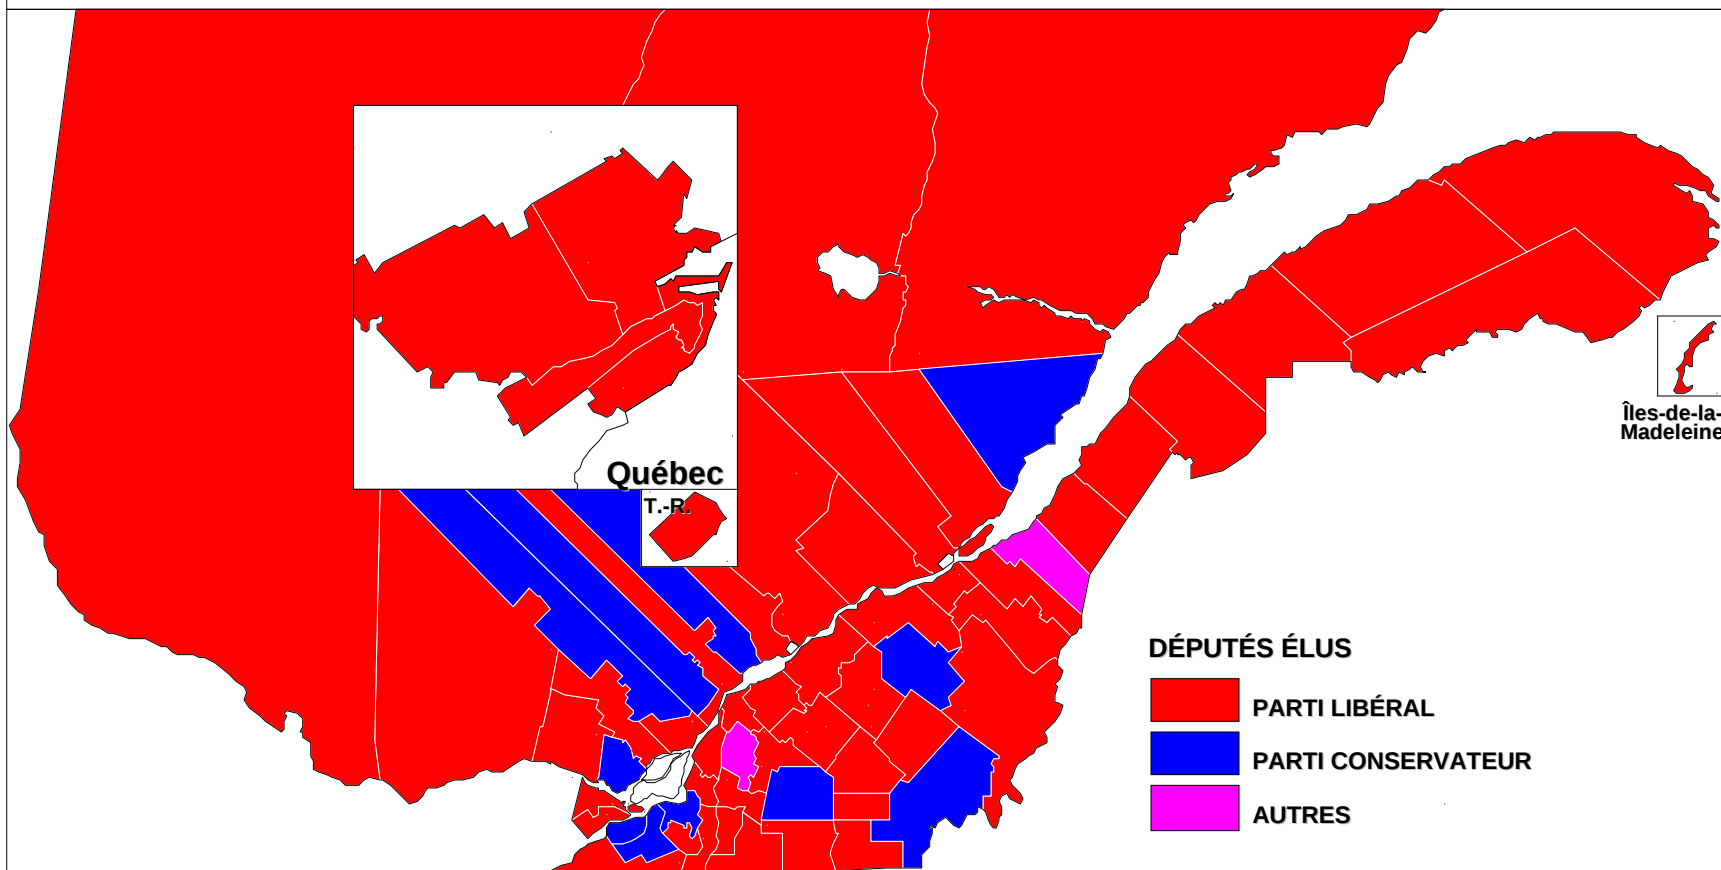 Québec
T.-R.
Îles-de-la-
Madeleine
DÉPUTÉS ÉLUS
PARTI LIBÉRAL
PARTI CONSERVATEUR
AUTRES